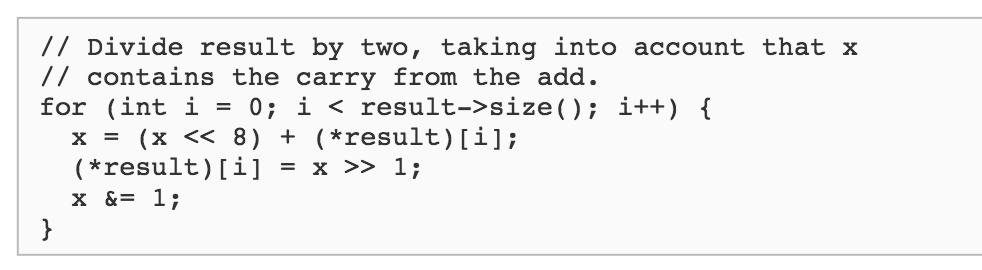 // Divide result by two, taking into account that x
// contains the carry from the add.
for (int i = 0; i < result->size(); i++) {
  x = (x << 8) + (*result)[i];
  (*result)[i] = x >> 1;
  x &= 1;
}